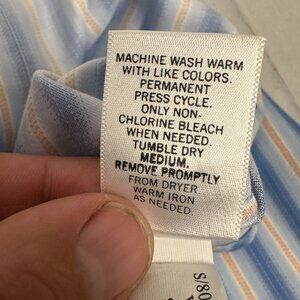 MACHINE WASH WARM
WITH LIKE COLORS.
PERMANENT
PRESS CYCLE.
ONLY NON-
CHLORINE BLEACH
WHEN NEEDED.
TUMBLE DRY
MEDIUM.
REMOVE PROMPTLY
FROM DRYER
WARM IRON
AS NEEDED.